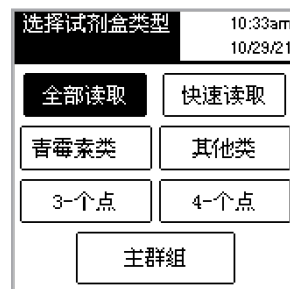 选择试剂盒类型
10:33am
10/29/21
全部读取
快速读取
青霉素类
其他类
3-个点
4-个点
主群组